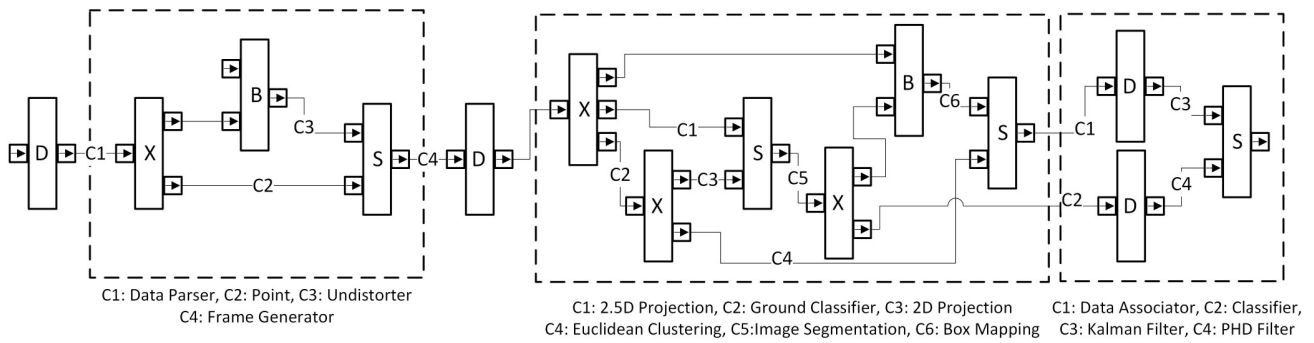 D
C1
X
B
C3
C2
S
C4
D
X
C1
C2
X
C3
C4
S
C5
X
B
C6
S
C1
C2
D
D
C3
C4
S
C1: Data Parser, C2: Point, C3: Undistorter
C4: Frame Generator
C1: 2.5D Projection, C2: Ground Classifier, C3: 2D Projection
C4: Euclidean Clustering, C5:Image Segmentation, C6: Box Mapping
C1: Data Associator, C2: Classifier,
C3: Kalman Filter, C4: PHD Filter